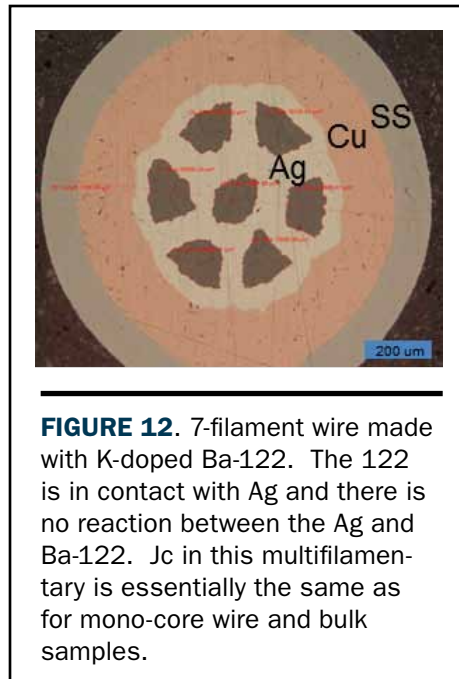 SS
Cu
Ag
200 um
FIGURE 12. 7-filament wire made
with K-doped Ba-122. The 122
is in contact with Ag and there is
no reaction between the Ag and
Ba-122. Jc in this multifilamen-
tary is essentially the same as
for mono-core wire and bulk
samples.